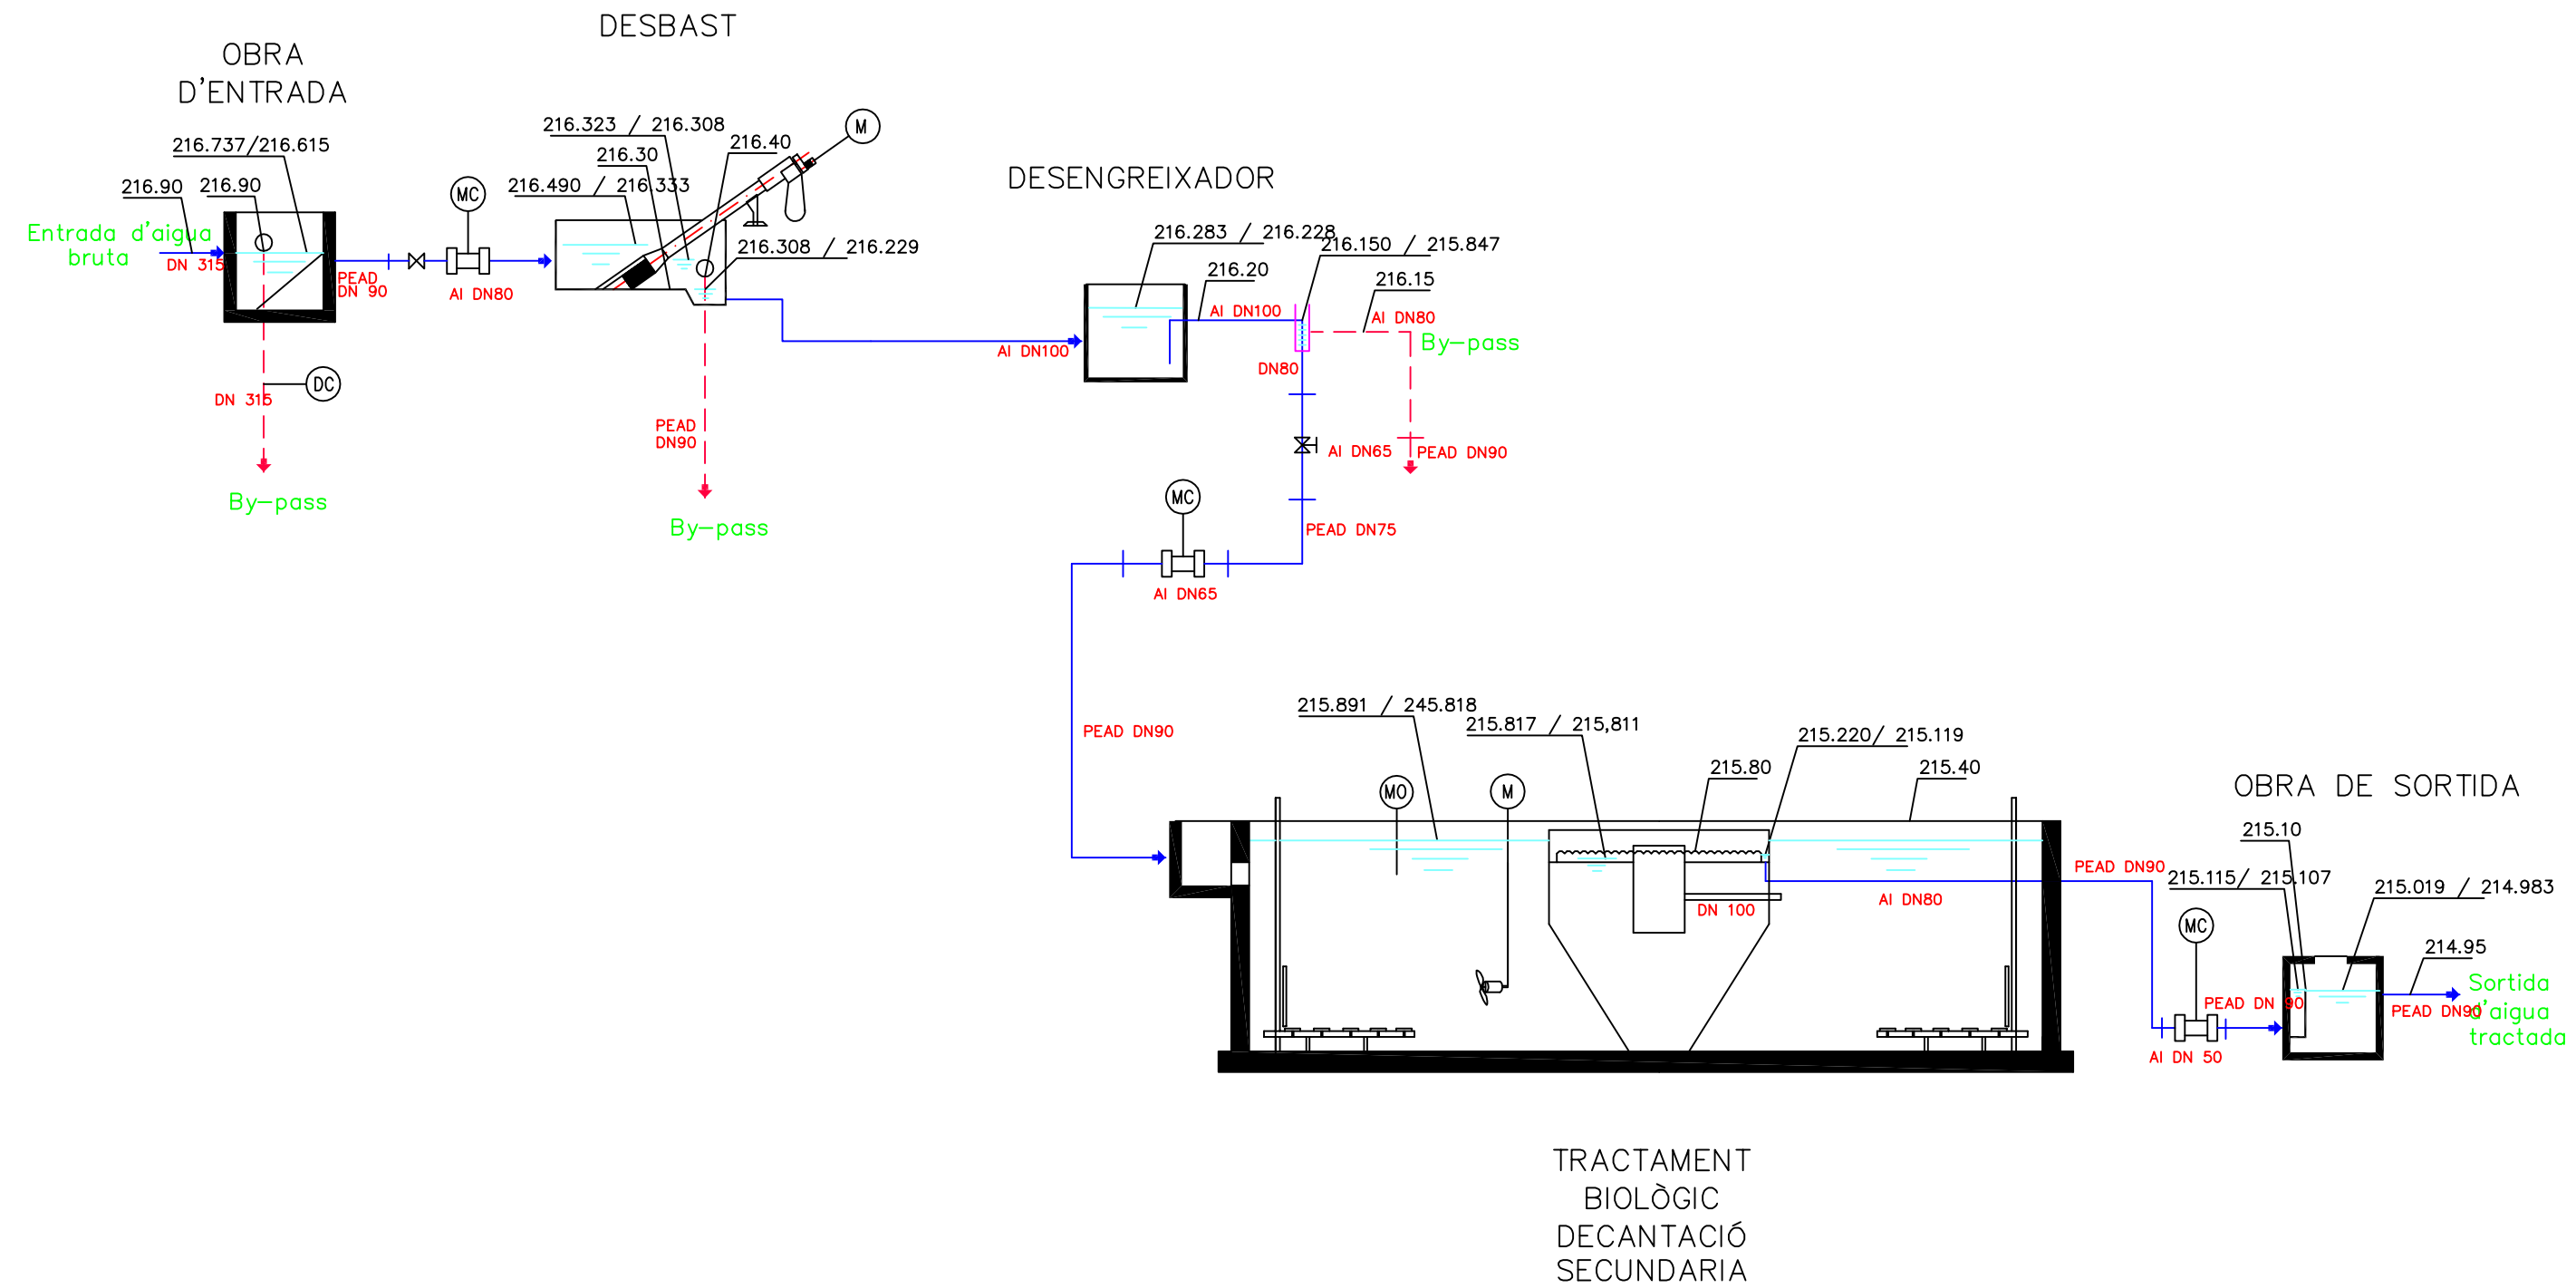 DESBAST
OBRA
D'ENTRADA
216.737/216.615
216.90
216.90
Entrada d'aigua
bruta
DN 315
PEAD
DN 90
MC
AI DN80
DC
DN 315
By-pass
216.323 / 216.308
216.30
216.40
M
216.490 / 216.333
216.308 / 216.229
PEAD
DN90
By-pass
DESENGREIXADOR
216.283 / 216.228
216.150 / 215.847
216.20
216.15
AI DN100
AI DN80
By-pass
AI DN100
DN80
AI DN65
PEAD DN90
MC
PEAD DN75
AI DN65
PEAD DN90
215.891 / 245.818
215.817 / 215,811
215.220/ 215.119
215.80
215.40
MO
M
DN 100
AI DN80
OBRA DE SORTIDA
215.10
PEAD DN90
215.115/ 215.107
215.019 / 214.983
MC
214.95
PEAD DN 90
PEAD DN90
Sortida
d'aigua
tractada
AI DN 50
TRACTAMENT
BIOLÒGIC
DECANTACIÓ
SECUNDARIA